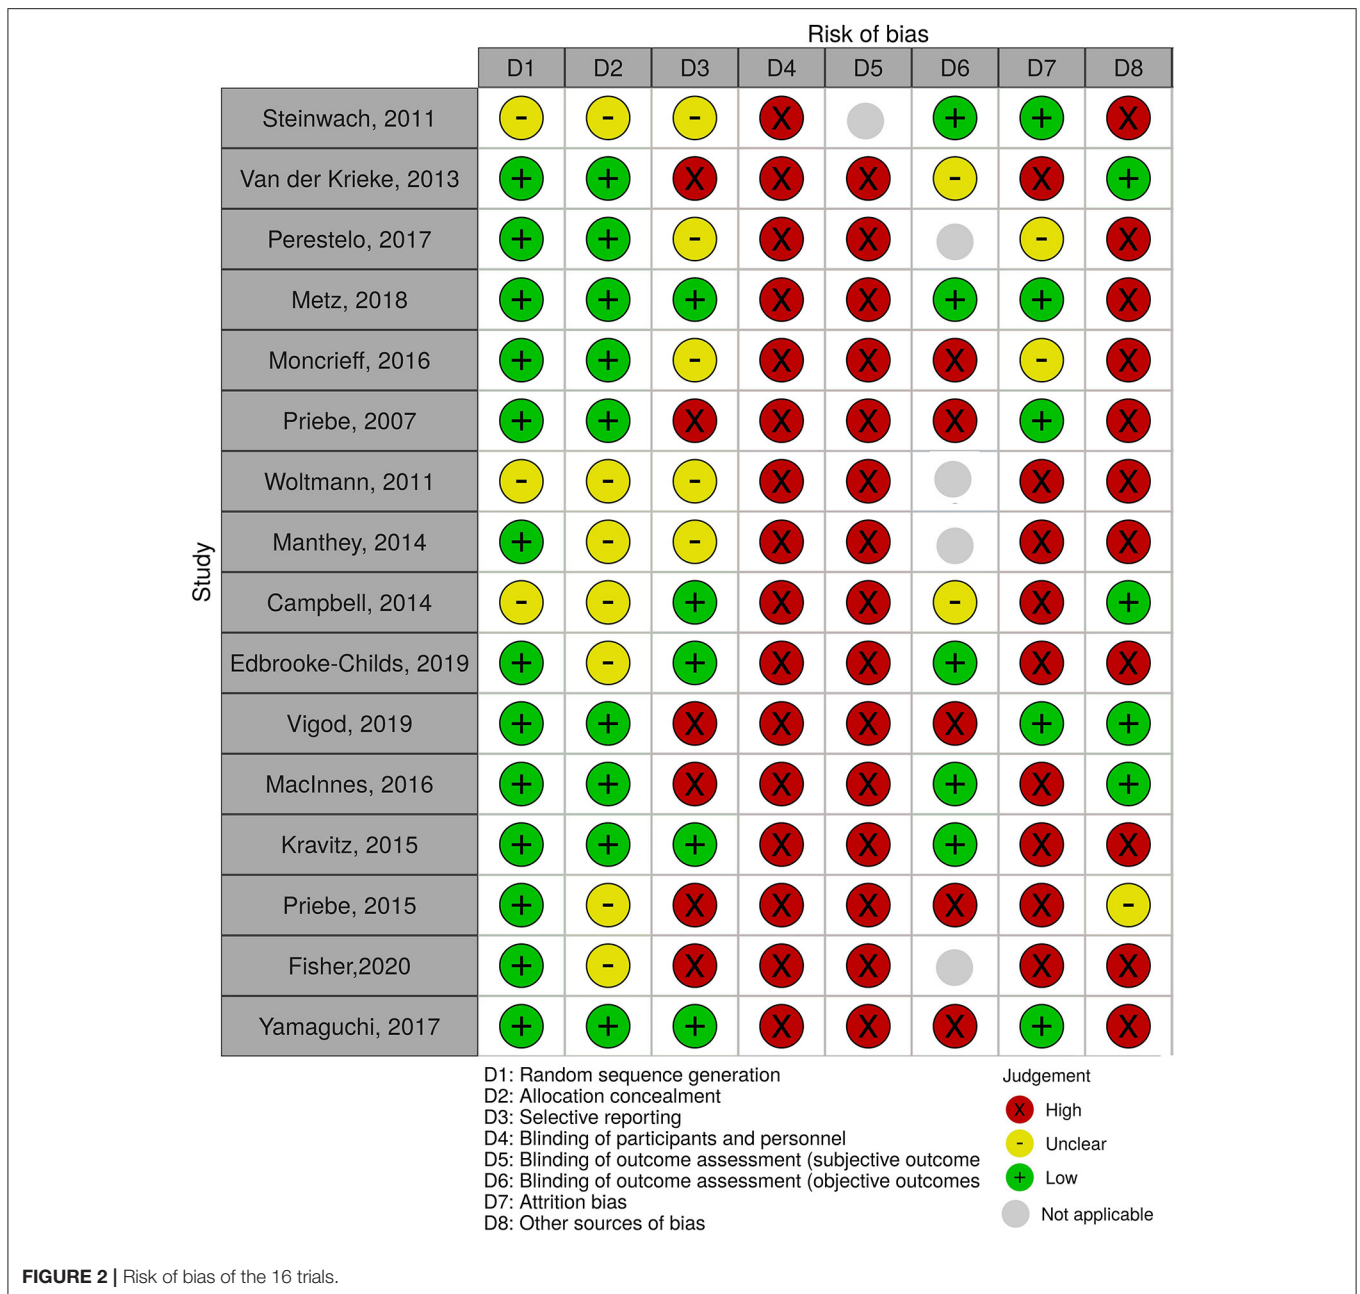 Risk of bias
D1 D2 D3 D4 D5 D6 D7 D8
Study
Steinwach, 2011 - - - X + + X
Van der Krieke, 2013 + + X X X - X +
Perestelo, 2017 + + - X X - X
Metz, 2018 + + + X X + + X
Moncrieff, 2016 + + - X X X - X
Priebe, 2007 + + X X X X + X
Woltmann, 2011 - - - X X X X
Manthey, 2014 + - - X X X X
Campbell, 2014 - - + X X - X +
Edbrooke-Childs, 2019 + - + X X + X X
Vigod, 2019 + + X X X X + +
MacInnes, 2016 + + X X X + X +
Kravitz, 2015 + + + X X + X X
Priebe, 2015 + - X X X X X -
Fisher,2020 + - X X X X X
Yamaguchi, 2017 + + + X X X + X
D1: Random sequence generation
D2: Allocation concealment
D3: Selective reporting
D4: Blinding of participants and personnel
D5: Blinding of outcome assessment (subjective outcome
D6: Blinding of outcome assessment (objective outcomes
D7: Attrition bias
D8: Other sources of bias
Judgement
X High
- Unclear
+ Low
Not applicable
FIGURE 2 | Risk of bias of the 16 trials.